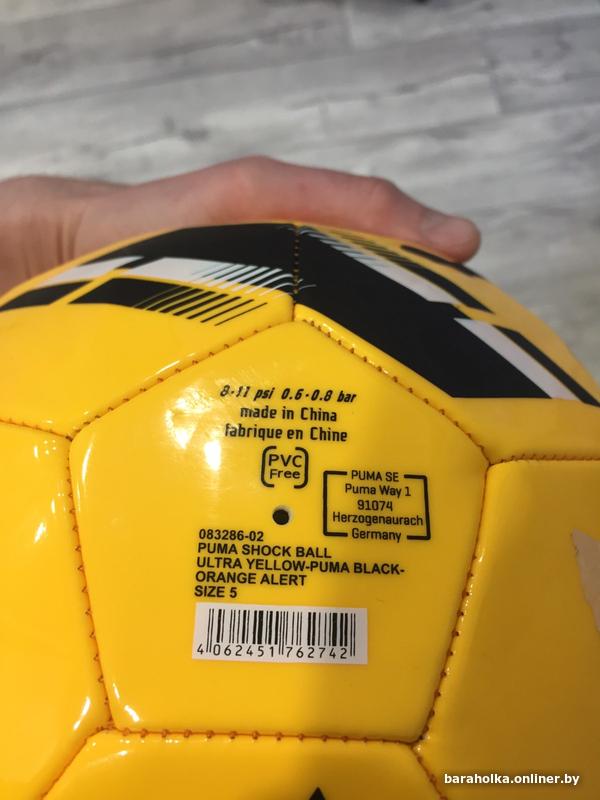 8-11 psi 0.6-0.8 bar
made in China
fabrique en Chine
PVC
Free
PUMA SE
Puma Way 1
91074
Herzogenaurach
Germany
083286-02
PUMA SHOCK BALL
ULTRA YELLOW-PUMA BLACK-
ORANGE ALERT
SIZE 5
4 062451 762742
baraholka.onliner.by